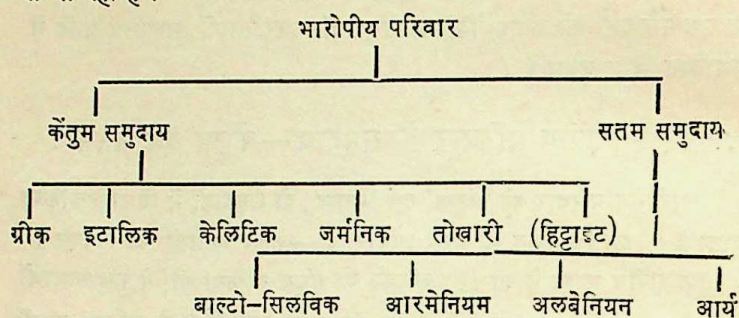 भारोपीय परिवार
केंतुम समुदाय सतम समुदाय
ग्रीक इटालिक केलिटिक जर्मनिक तोखारी (हिट्टाइट)
वाल्टो-सिलविक आरमेनियम अलबेनियन आर्य